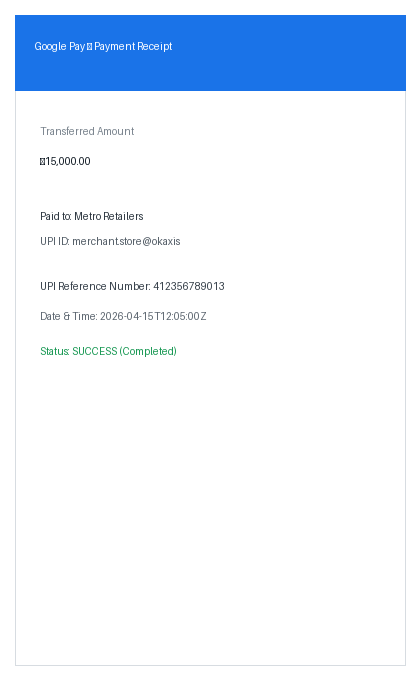 Google Pay ▯ Payment Receipt
Transferred Amount
▯15,000.00
Paid to: Metro Retailers
UPI ID: merchant.store@okaxis
UPI Reference Number: 412356789013
Date & Time: 2026-04-15T12:05:00Z
Status: SUCCESS (Completed)